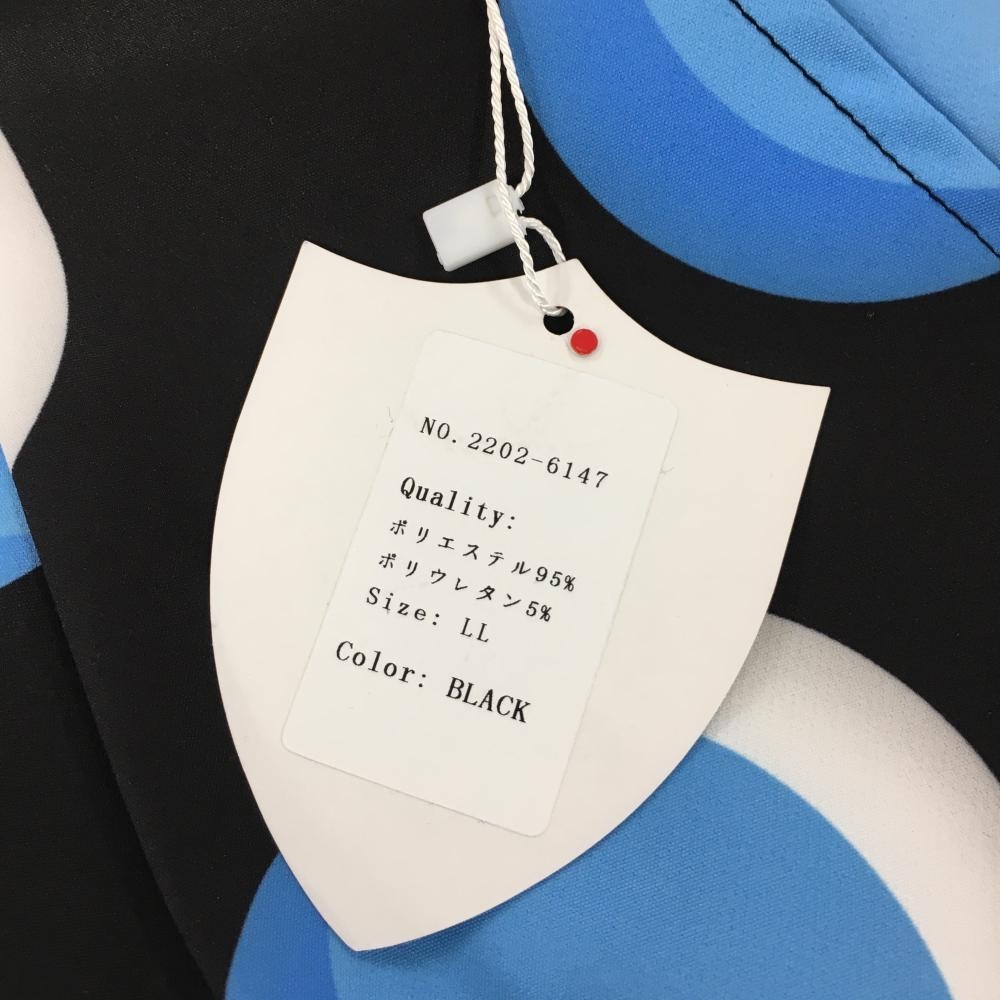 NO. 2202-6147
Quality:
ポリエステル95%
ポリウレタン5%
Size: LL
Color: BLACK